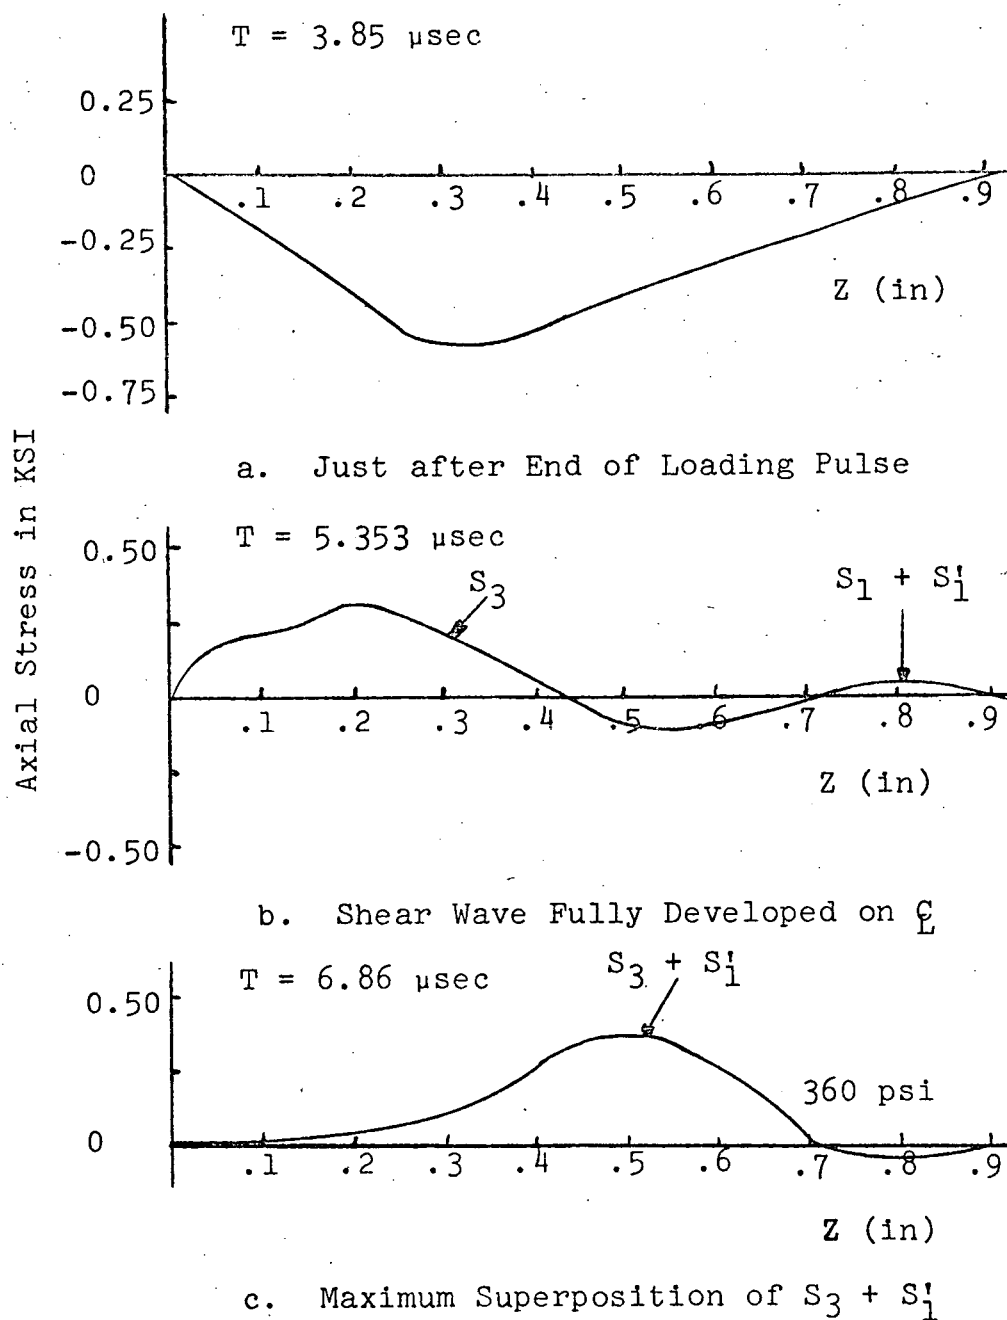 T = 3.85 μsec
0.25
0
-0.25
-0.50
-0.75
.1 .2 .3 .4 .5 .6 .7 .8 .9
Z (in)
a. Just after End of Loading Pulse
Axial Stress in KSI
T = 5.353 μsec
0.50
0
-0.50
S3
S1 + S1'
.1 .2 .3 .4 .5 .6 .7 .8 .9
Z (in)
b. Shear Wave Fully Developed on ℄
T = 6.86 μsec
S3 + S1'
0.50
0
360 psi
.1 .2 .3 .4 .5 .6 .7 .8 .9
Z (in)
c. Maximum Superposition of S3 + S1'